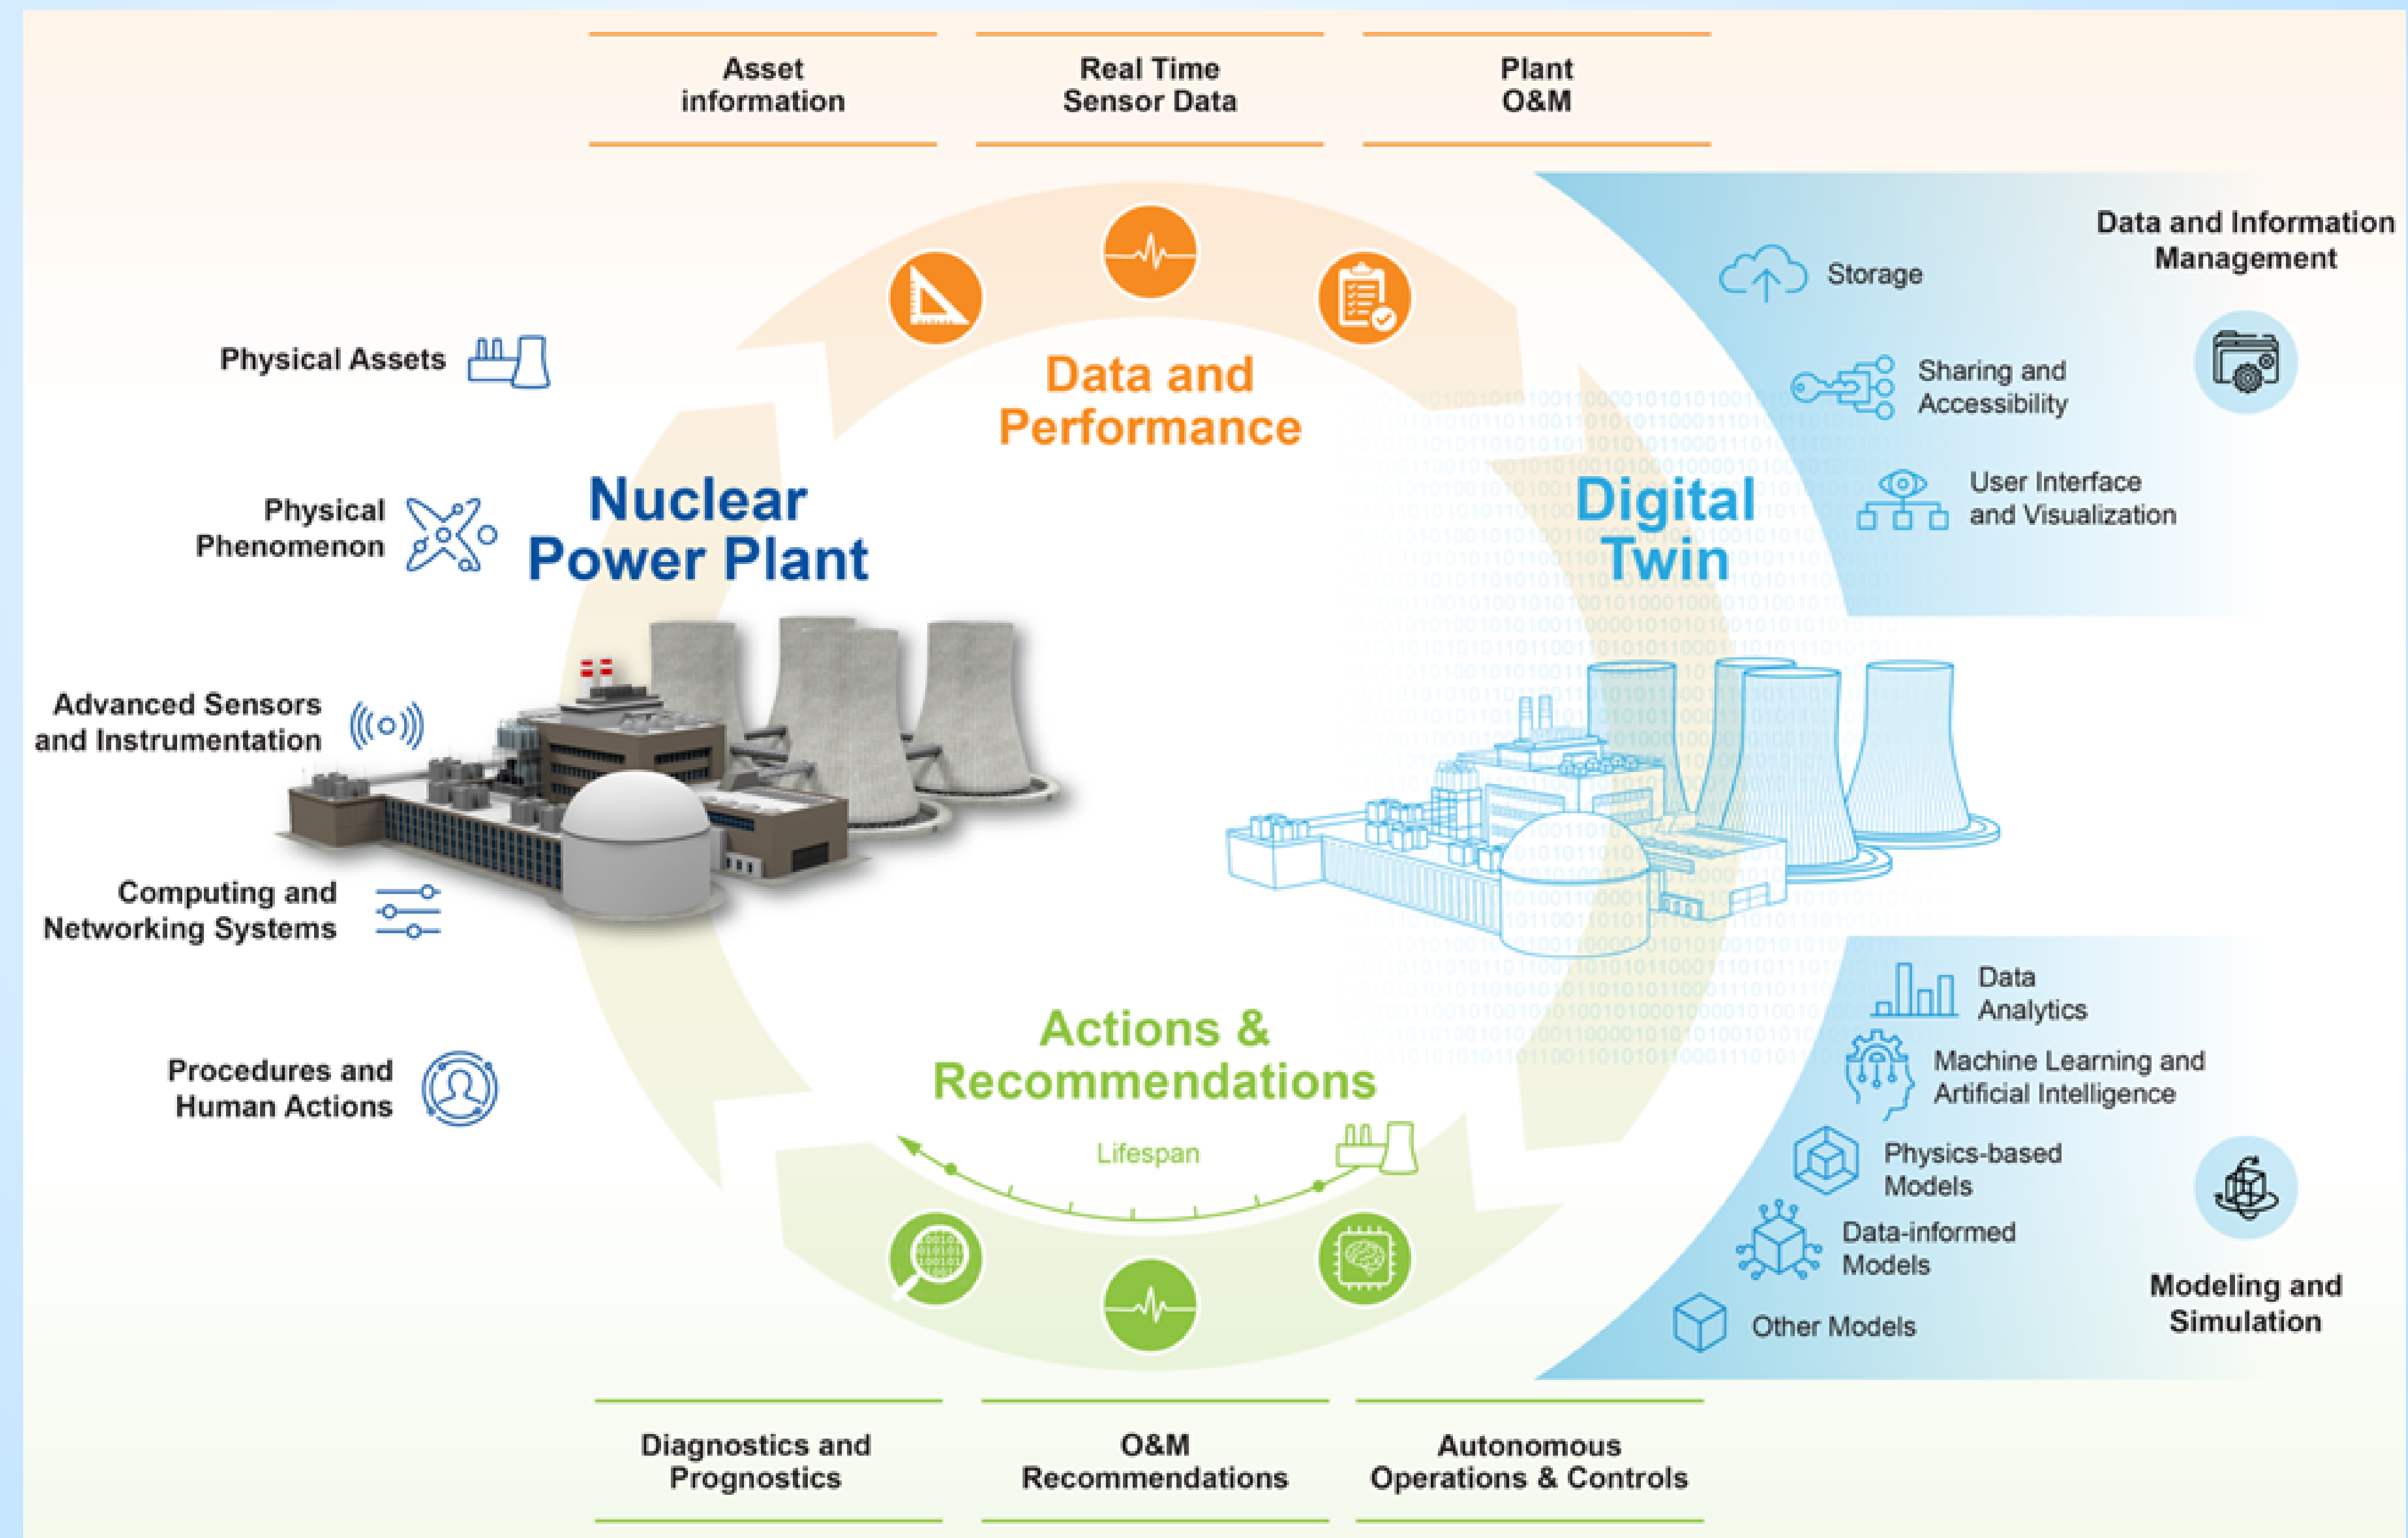 Asset
information
Real Time
Sensor Data
Plant
O&M
Data and
Performance
Physical Assets
Physical
Phenomenon
Advanced Sensors
and Instrumentation
Computing and
Networking Systems
Procedures and
Human Actions
Nuclear
Power Plant
Digital
Twin
Data and Information
Management
Storage
Sharing and
Accessibility
User Interface
and Visualization
Data
Analytics
Machine Learning and
Artificial Intelligence
Physics-based
Models
Data-informed
Models
Other Models
Modeling and
Simulation
Actions &
Recommendations
Lifespan
Diagnostics and
Prognostics
O&M
Recommendations
Autonomous
Operations & Controls